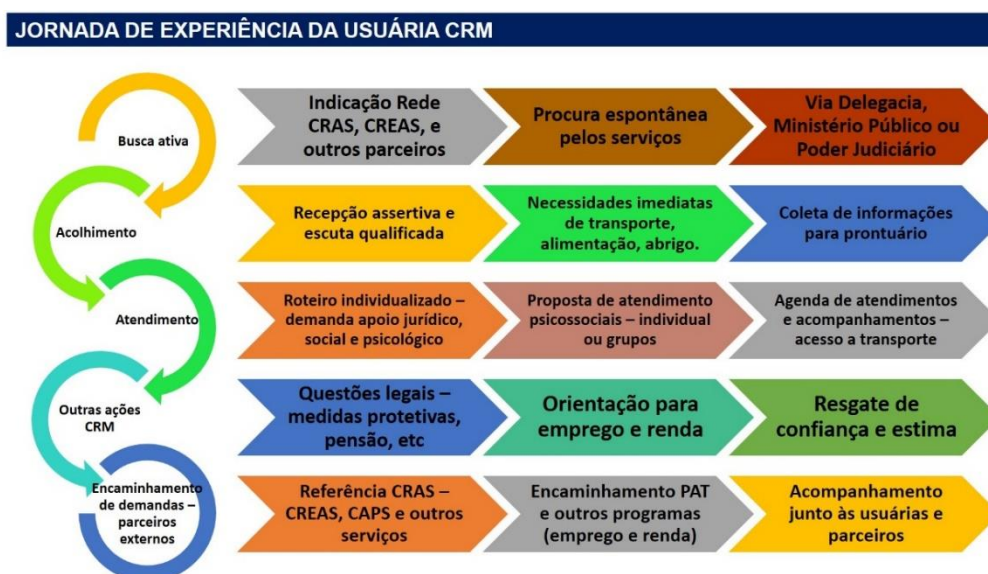 JORNADA DE EXPERIÊNCIA DA USUÁRIA CRM
Busca ativa
Indicação Rede
CRAS, CREAS, e
outros parceiros
Procura espontânea
pelos serviços
Via Delegacia,
Ministério Público ou
Poder Judiciário
Acolhimento
Recepção assertiva e
escuta qualificada
Necessidades imediatas
de transporte,
alimentação, abrigo.
Coleta de informações
para prontuário
Atendimento
Roteiro individualizado –
demanda apoio jurídico,
social e psicológico
Proposta de atendimento
psicossociais – individual
ou grupos
Agenda de atendimentos
e acompanhamentos –
acesso a transporte
Outras ações
CRM
Questões legais –
medidas protetivas,
pensão, etc
Orientação para
emprego e renda
Resgate de
confiança e estima
Encaminhamento
de demandas –
parceiros
externos
Referência CRAS –
CREAS, CAPS e outros
serviços
Encaminhamento PAT
e outros programas
(emprego e renda)
Acompanhamento
junto às usuárias e
parceiros